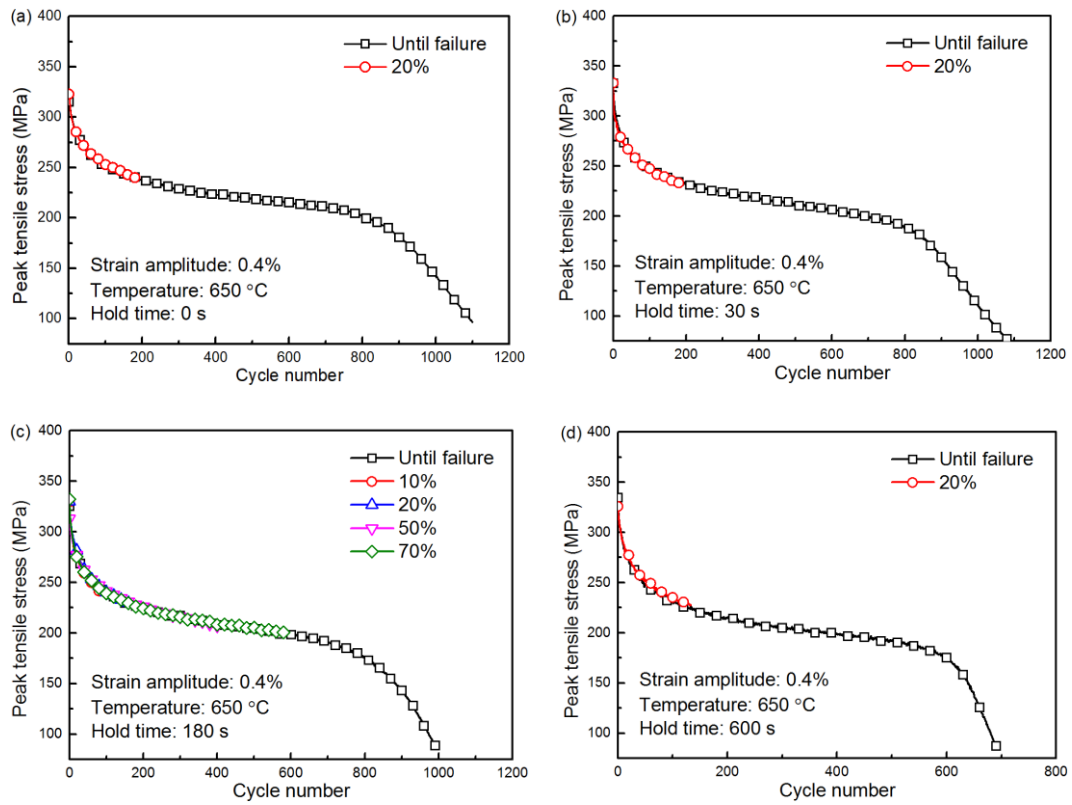 (a)
400
350
300
250
200
150
100
0 200 400 600 800 1000 1200
Peak tensile stress (MPa)
Cycle number
Until failure
20%
Strain amplitude: 0.4%
Temperature: 650 °C
Hold time: 0 s
(b)
400
350
300
250
200
150
100
0 200 400 600 800 1000 1200
Peak tensile stress (MPa)
Cycle number
Until failure
20%
Strain amplitude: 0.4%
Temperature: 650 °C
Hold time: 30 s
(c)
400
350
300
250
200
150
100
0 200 400 600 800 1000 1200
Peak tensile stress (MPa)
Cycle number
Until failure
10%
20%
50%
70%
Strain amplitude: 0.4%
Temperature: 650 °C
Hold time: 180 s
(d)
400
350
300
250
200
150
100
0 200 400 600 800
Peak tensile stress (MPa)
Cycle number
Until failure
20%
Strain amplitude: 0.4%
Temperature: 650 °C
Hold time: 600 s